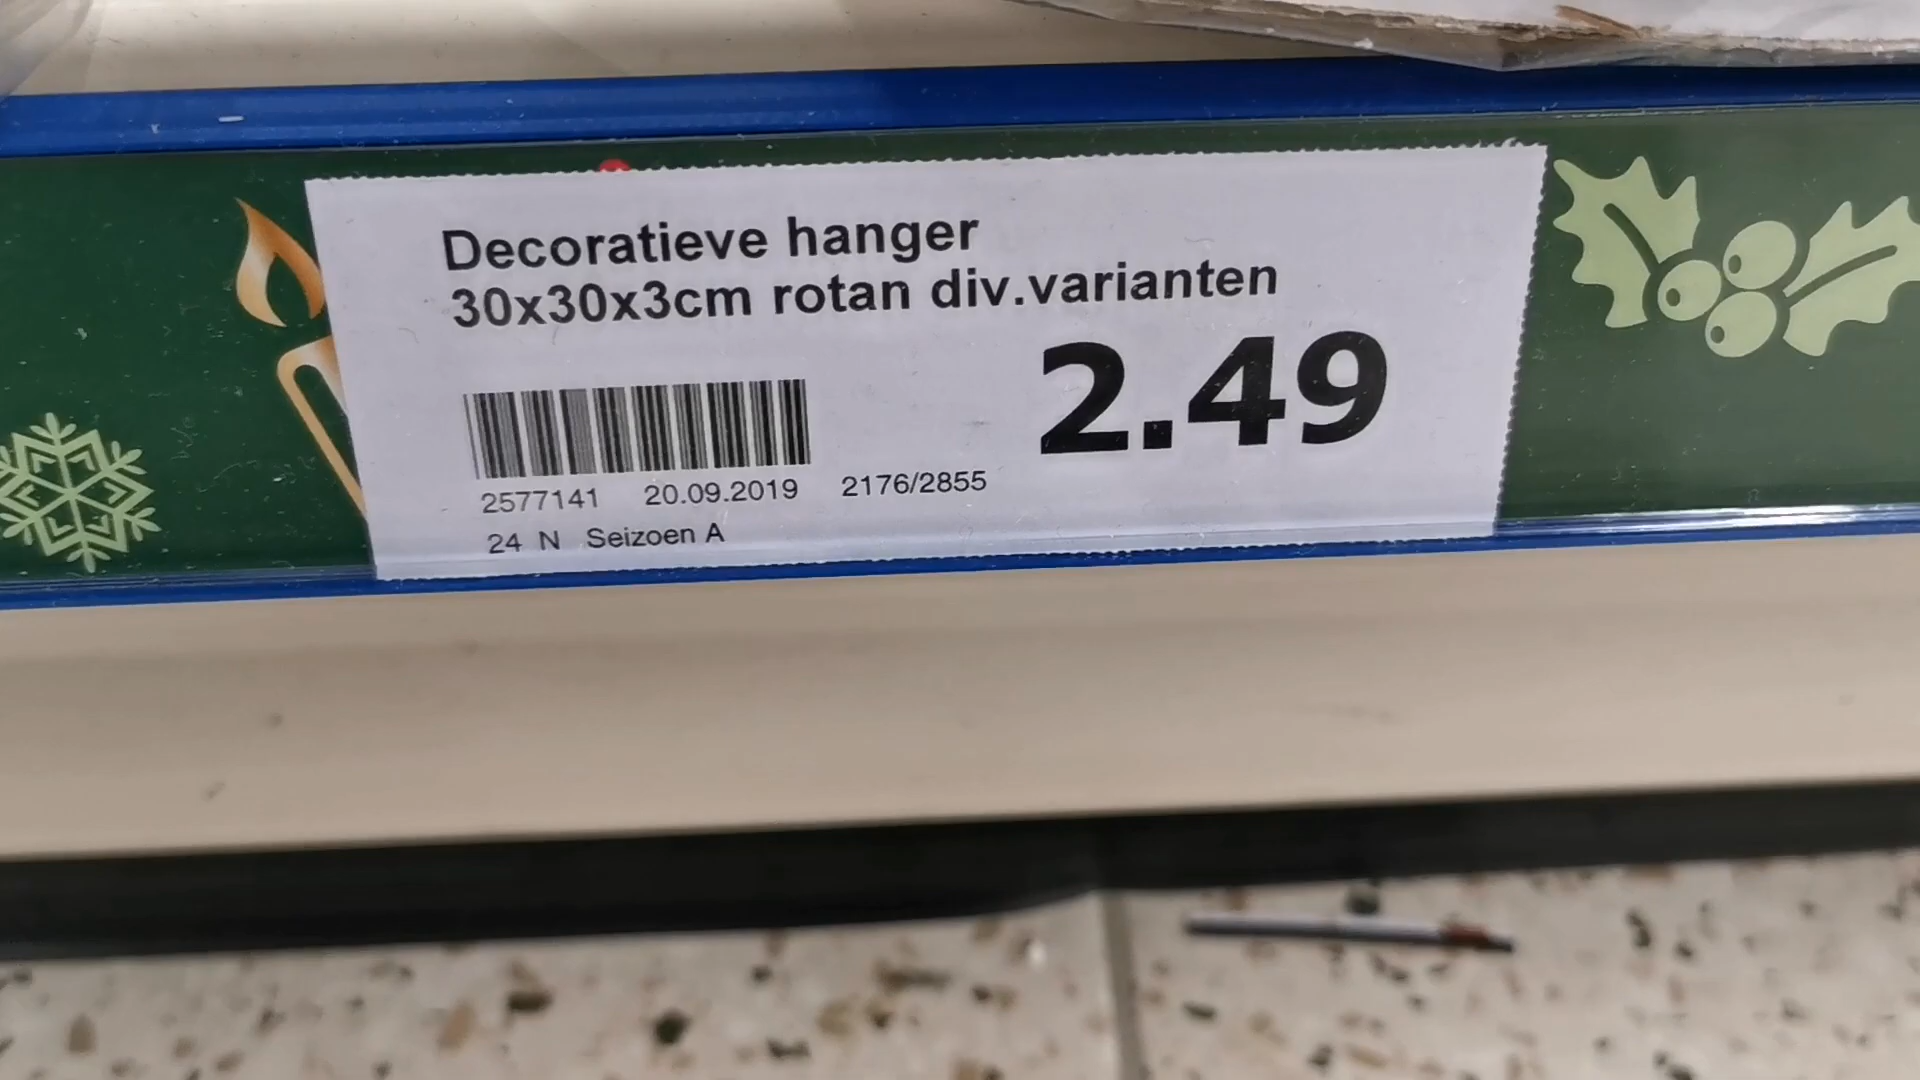 Decoratieve hanger
30x30x3cm rotan div.varianten
2.49
2577141 20.09.2019 2176/2855
24 N Seizoen A